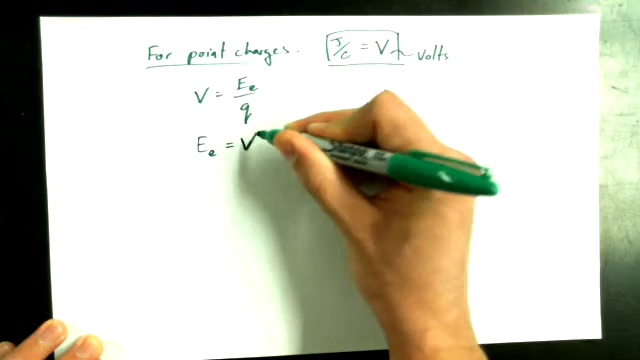 For point charges. J/C = V Volts
V = Ee/q
Ee = V